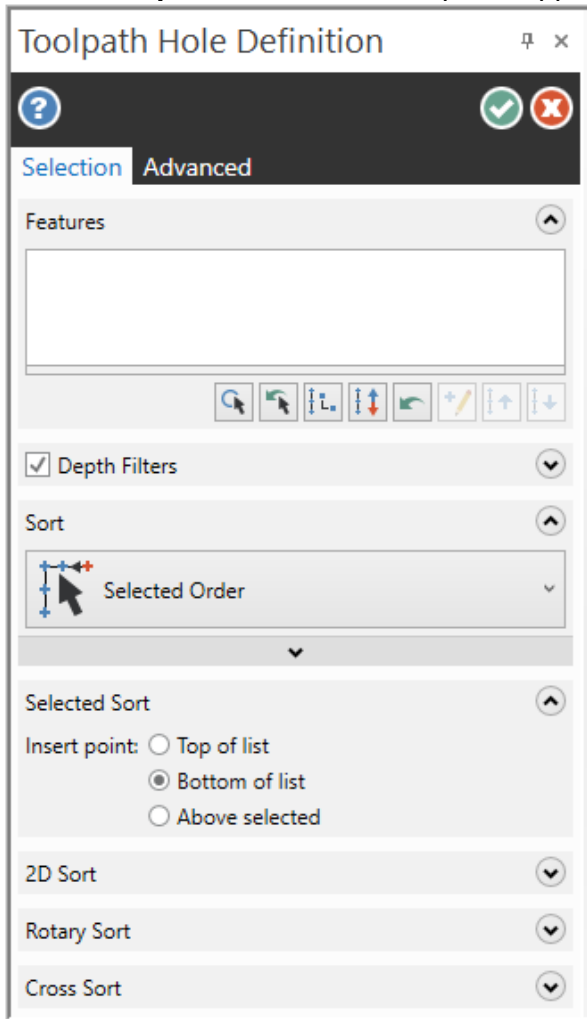 Toolpath Hole Definition
Selection Advanced
Features
Depth Filters
Sort
Selected Order
Selected Sort
Insert point: Top of list
Bottom of list
Above selected
2D Sort
Rotary Sort
Cross Sort